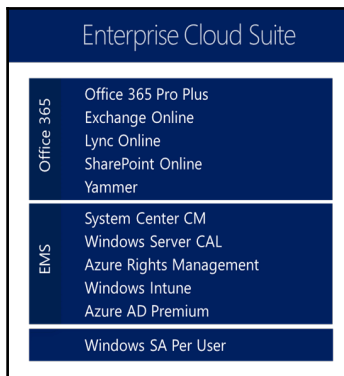 Enterprise Cloud Suite
Office 365
Office 365 Pro Plus
Exchange Online
Lync Online
SharePoint Online
Yammer
EMS
System Center CM
Windows Server CAL
Azure Rights Management
Windows Intune
Azure AD Premium
Windows SA Per User